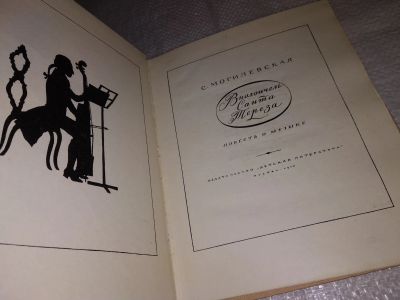 С. МОГИЛЕВСКАЯ
Виолончель
Санта
Тереза
ПОВЕСТЬ О МУЗЫКЕ
ИЗДАТЕЛЬСТВО «ДЕТСКАЯ ЛИТЕРАТУРА»
МОСКВА